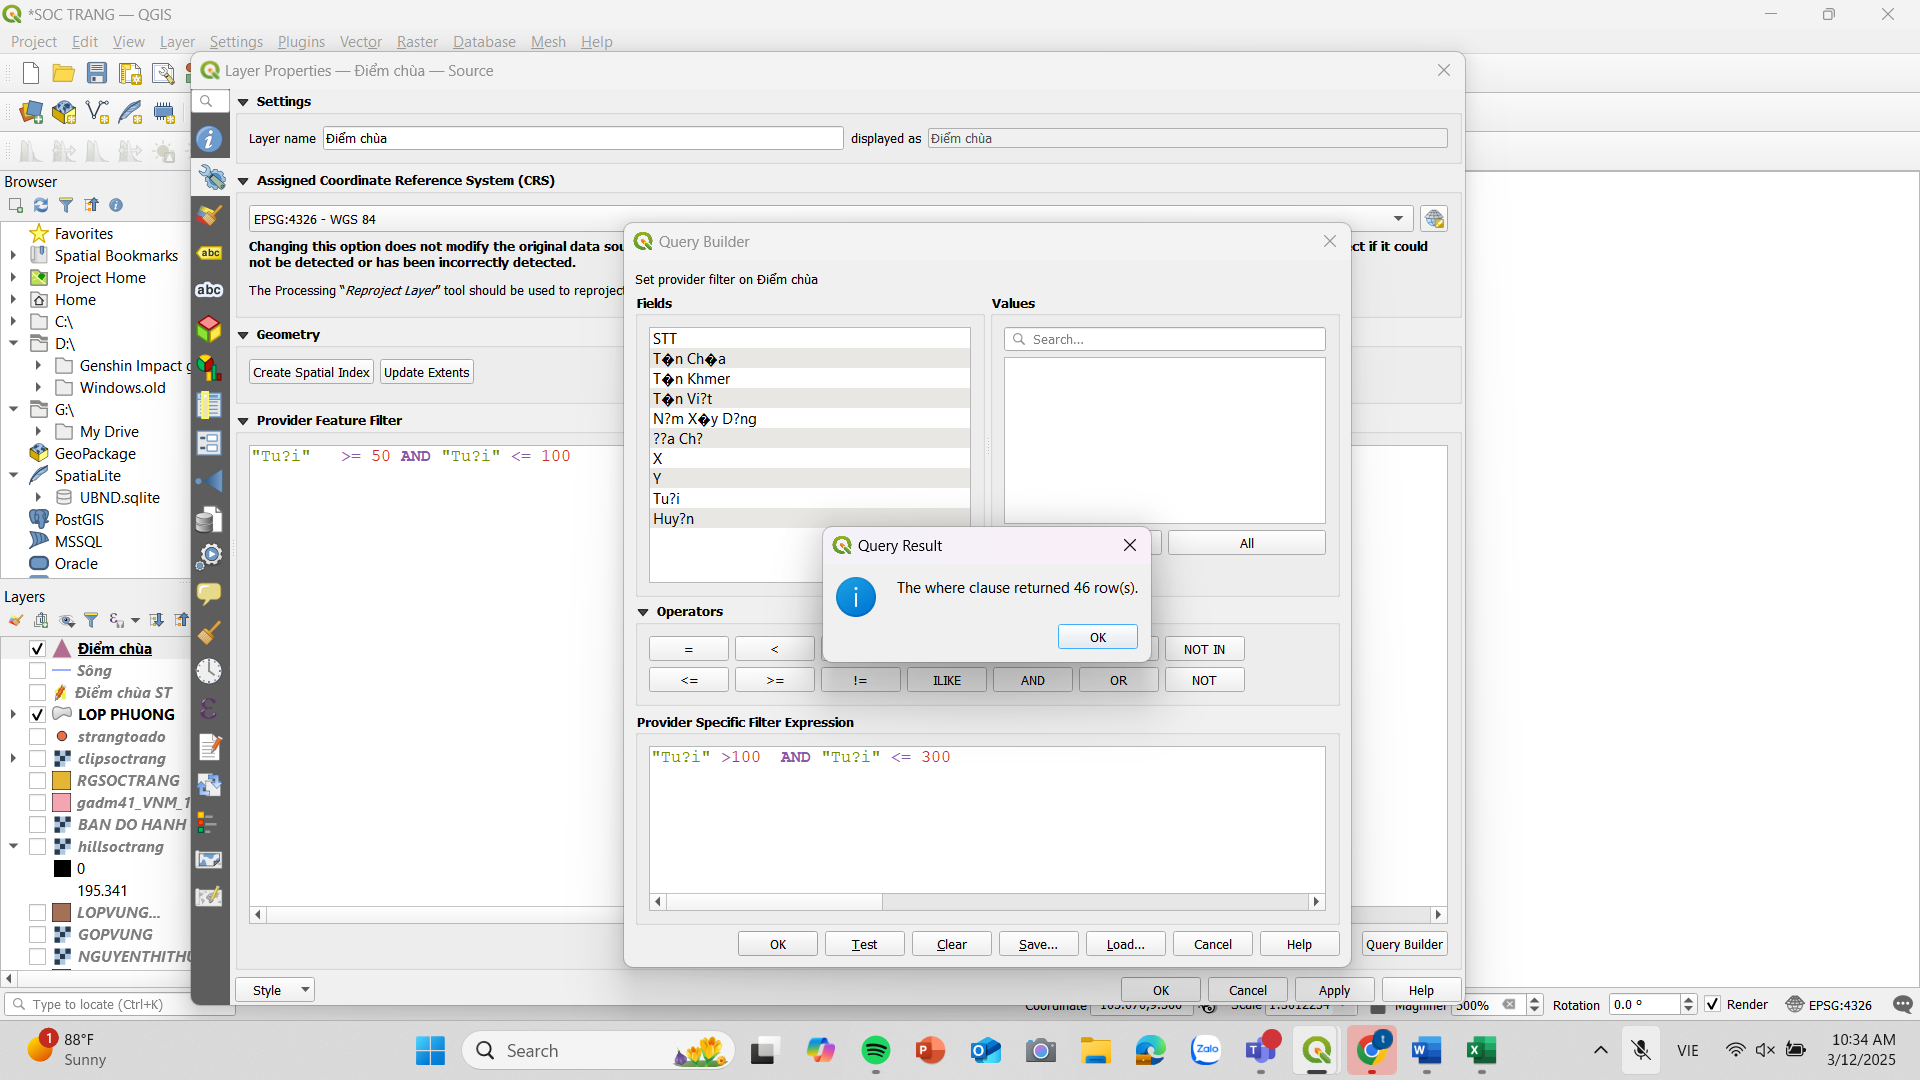 *SOC TRANG — QGIS
Project Edit View Layer Settings Plugins Vector Raster Database Mesh Help
Layer Properties — Điểm chùa — Source
Settings
Layer name Điểm chùa displayed as Điểm chùa
Assigned Coordinate Reference System (CRS)
EPSG:4326 - WGS 84
Changing this option does not modify the original data sou
ct if it could
not be detected or has been incorrectly detected.
The Processing “Reproject Layer” tool should be used to reproject
Geometry
Create Spatial Index Update Extents
Provider Feature Filter
"Tu?i" >= 50 AND "Tu?i" <= 100
Query Builder
Style OK Cancel Apply Help
Browser
Favorites
Spatial Bookmarks
Project Home
Home
C:\
D:\
Genshin Impact g
Windows.old
G:\
My Drive
GeoPackage
SpatiaLite
UBND.sqlite
PostGIS
MSSQL
Oracle
Layers
Điểm chùa
Sông
Điểm chùa ST
LOP PHUONG
strangtoado
clipsoctrang
RGSOCTRANG
gadm41_VNM_1
BAN DO HANH
hillsoctrang
0
195.341
LOPVUNG...
GOPVUNG
NGUYENTHITHU
Type to locate (Ctrl+K)
abc
abc
Query Builder
Set provider filter on Điểm chùa
Fields
STT
T�n Ch�a
T�n Khmer
T�n Vi?t
N?m X�y D?ng
??a Ch?
X
Y
Tu?i
Huy?n
Values
Search...
All
Query Result
The where clause returned 46 row(s).
OK
Operators
= < NOT IN
<= >= != ILIKE AND OR NOT
Provider Specific Filter Expression
"Tu?i" >100 AND "Tu?i" <= 300
OK Test Clear Save... Load... Cancel Help
Coordinate Scale Magnifier 300% Rotation 0.0 ° Render EPSG:4326
1 88°F
Sunny
Search
Zalo
VIE
10:34 AM
3/12/2025